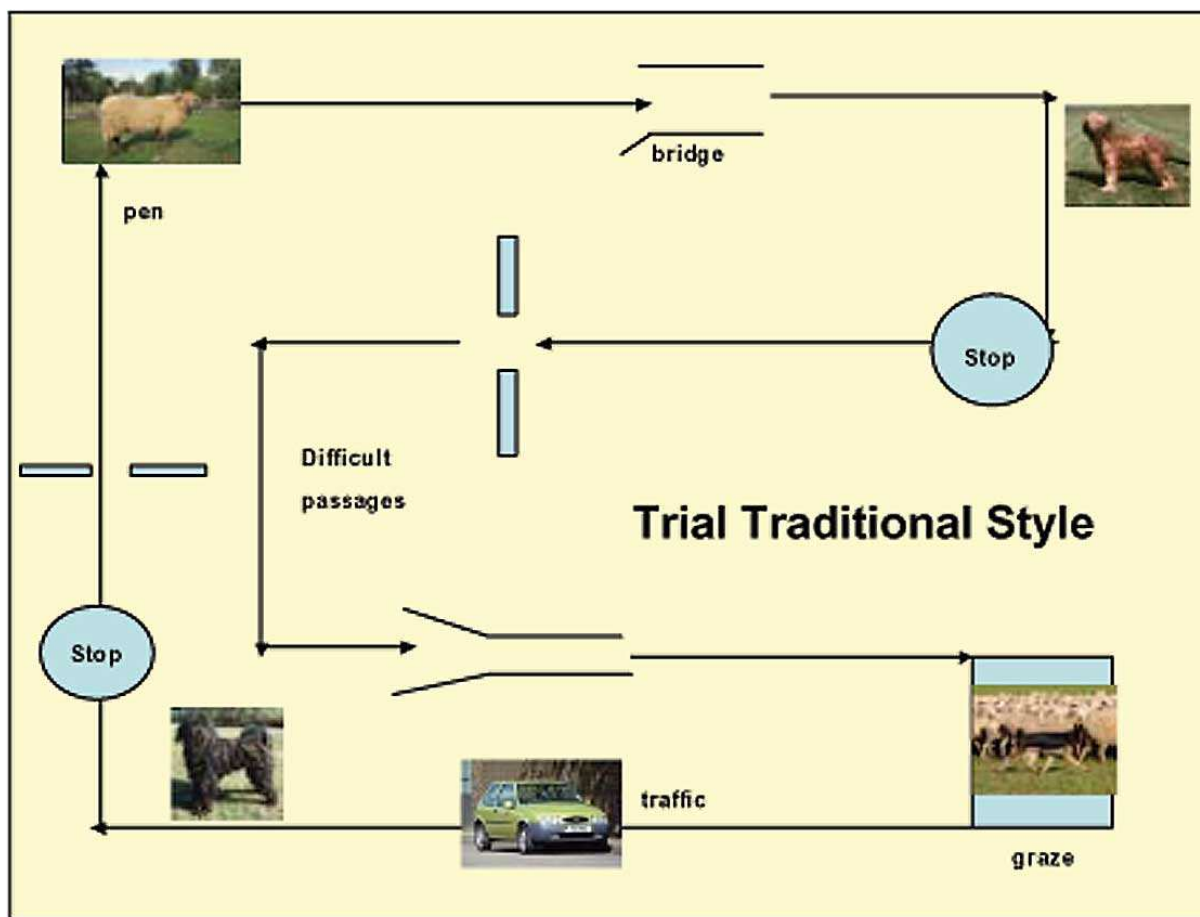 bridge
pen
Stop
Difficult
passages
Trial Traditional Style
Stop
traffic
graze